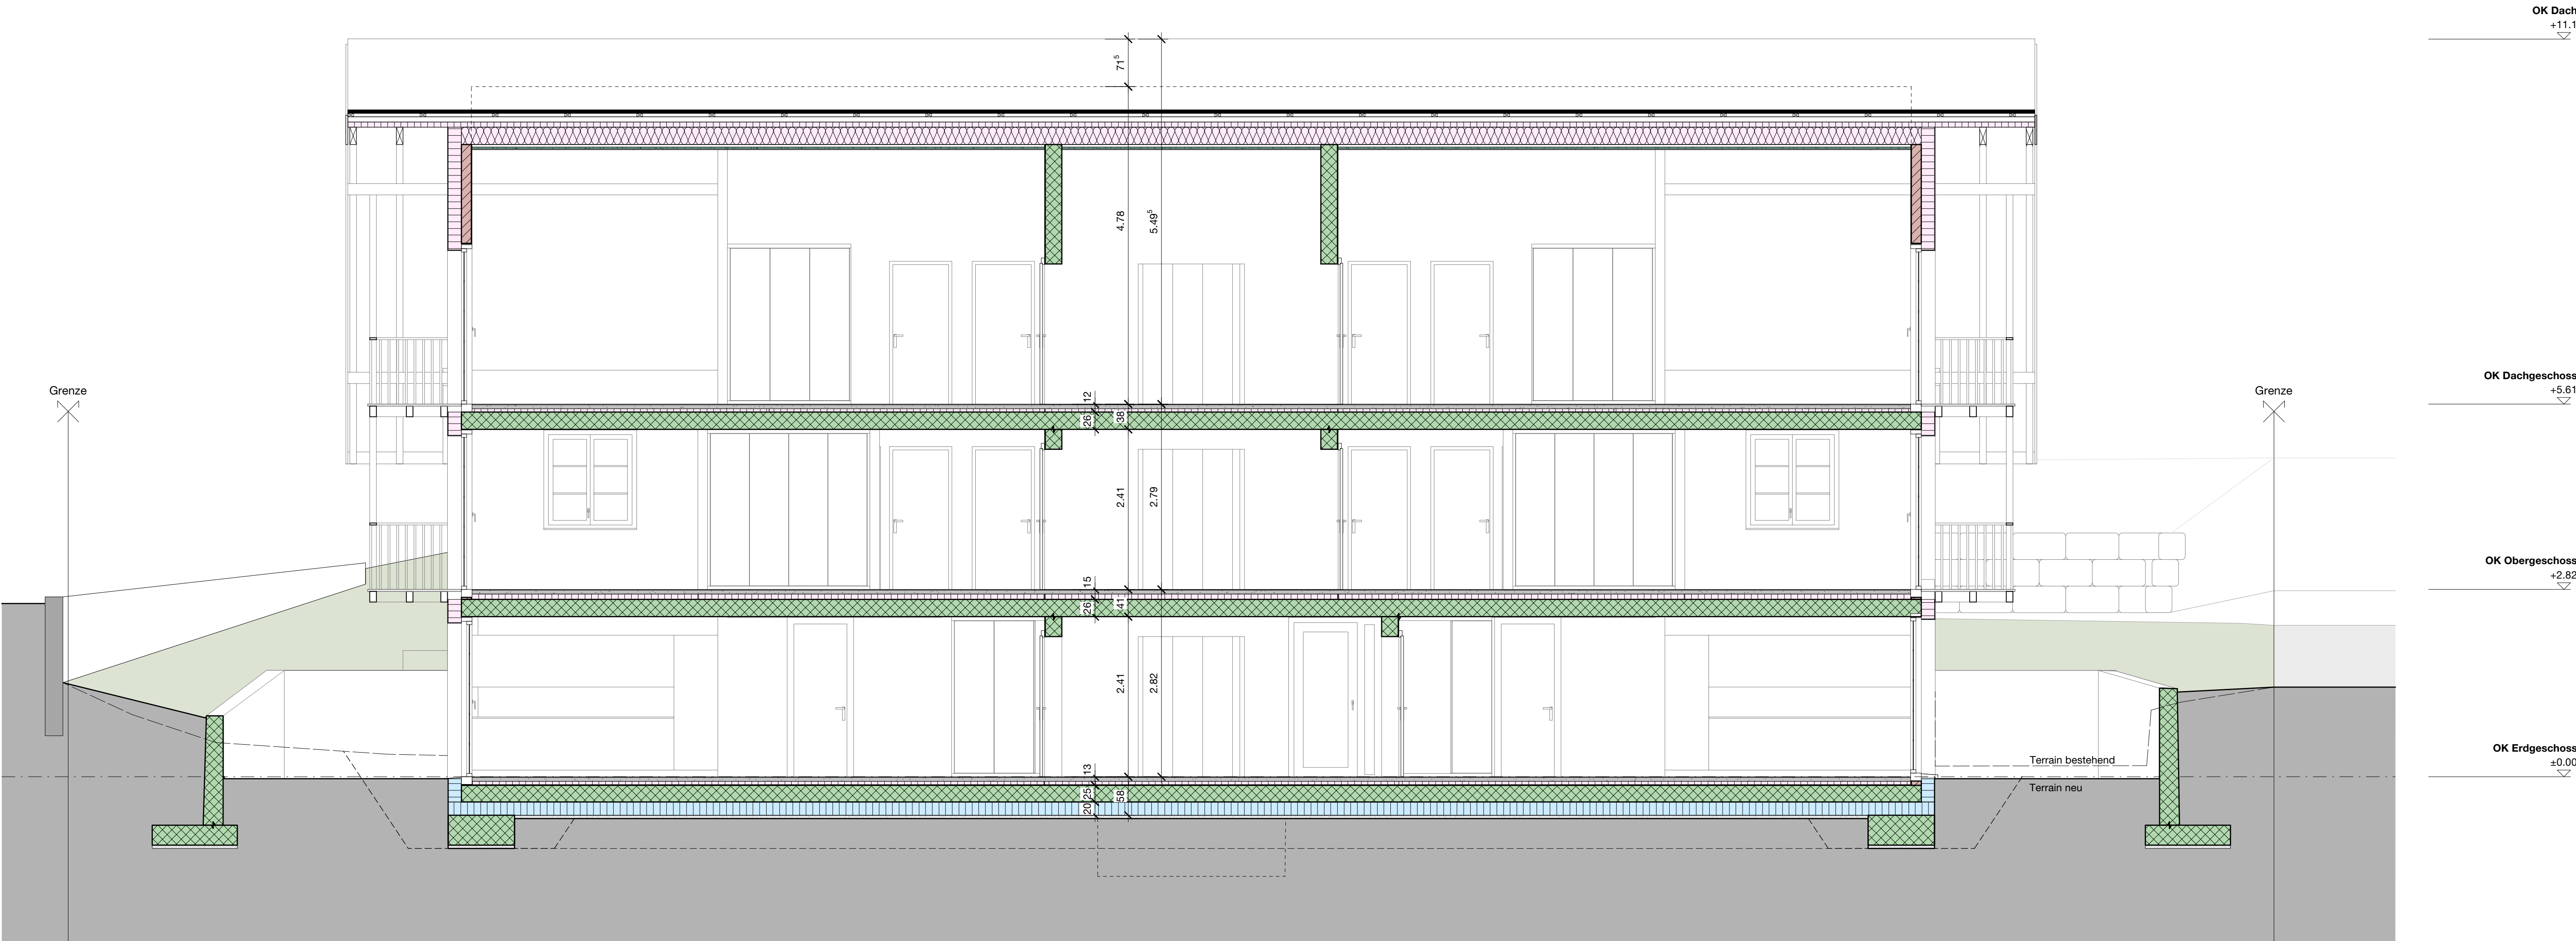 OK Dach
+11.1
71⁵
4.78
5.49⁵
Grenze
Grenze
OK Dachgeschoss
+5.61
12
26
38
2.41
2.79
OK Obergeschoss
+2.82
15
26
41
2.41
2.82
OK Erdgeschoss
±0.00
Terrain bestehend
Terrain neu
13
25
58
20